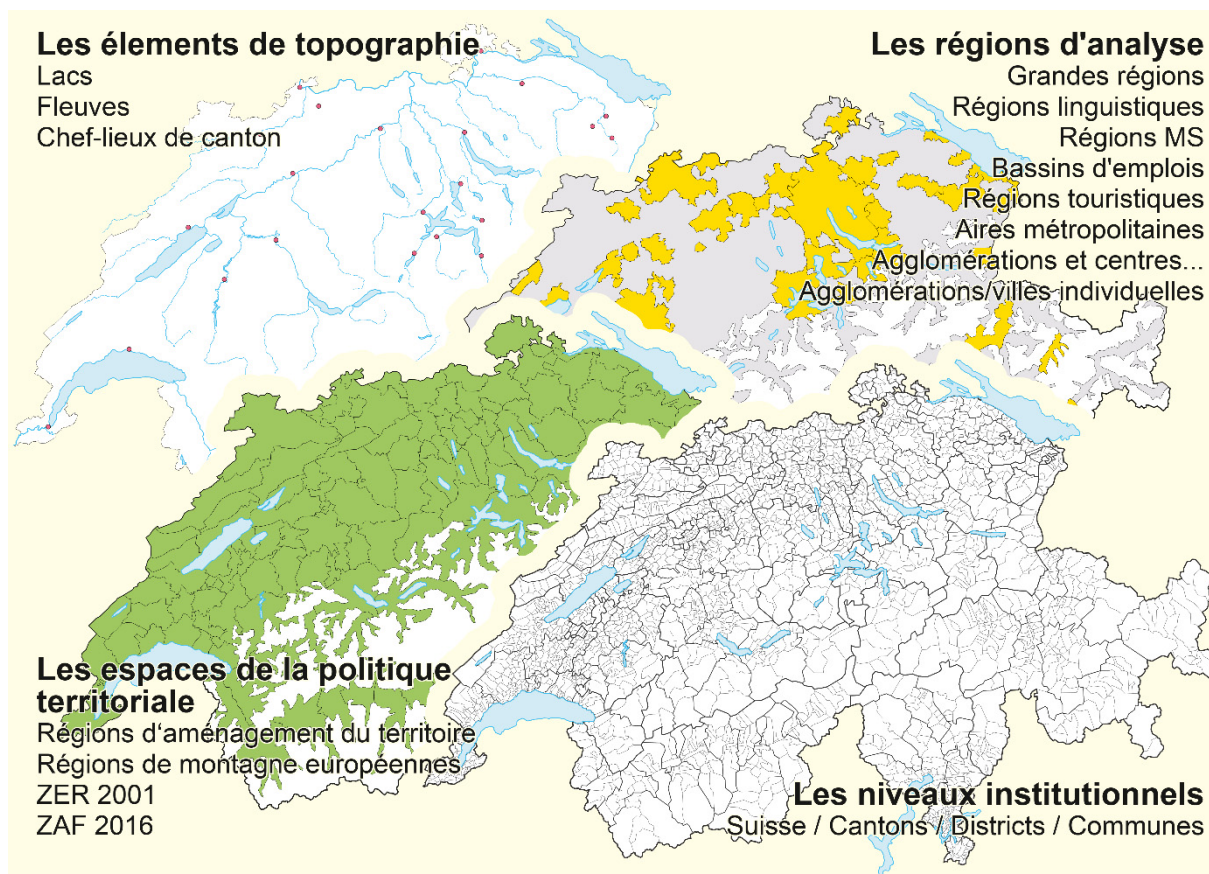 Les élements de topographie
Lacs
Fleuves
Chef-lieux de canton
Les régions d'analyse
Grandes régions
Régions linguistiques
Régions MS
Bassins d'emplois
Régions touristiques
Aires métropolitaines
Agglomérations et centres...
Agglomérations/villes individuelles
Les espaces de la politique
territoriale
Régions d‘aménagement du territoire
Régions de montagne européennes
ZER 2001
ZAF 2016
Les niveaux institutionnels
Suisse / Cantons / Districts / Communes